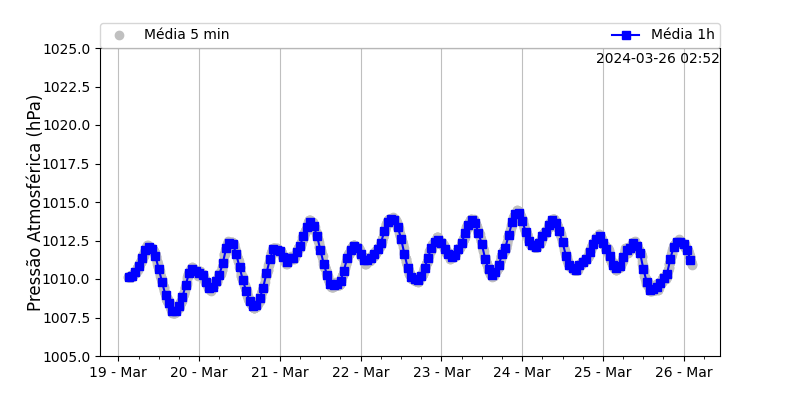 Média 5 min
Média 1h
2024-03-26 02:52
Pressão Atmosférica (hPa)
1025.0
1022.5
1020.0
1017.5
1015.0
1012.5
1010.0
1007.5
1005.0
19 - Mar
20 - Mar
21 - Mar
22 - Mar
23 - Mar
24 - Mar
25 - Mar
26 - Mar